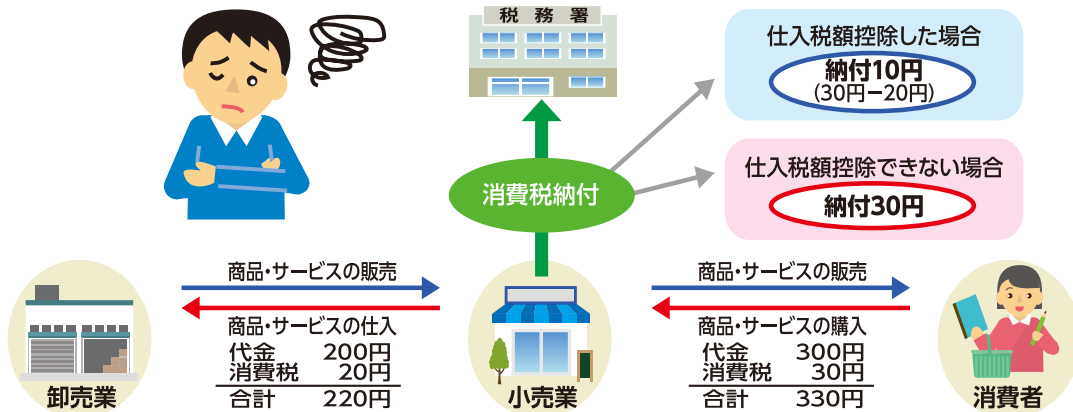 税務署
仕入税額控除した場合
納付10円
(30円－20円)
消費税納付
仕入税額控除できない場合
納付30円
商品・サービスの販売
商品・サービスの仕入
代金 200円
消費税 20円
合計 220円
卸売業
小売業
商品・サービスの販売
商品・サービスの購入
代金 300円
消費税 30円
合計 330円
消費者